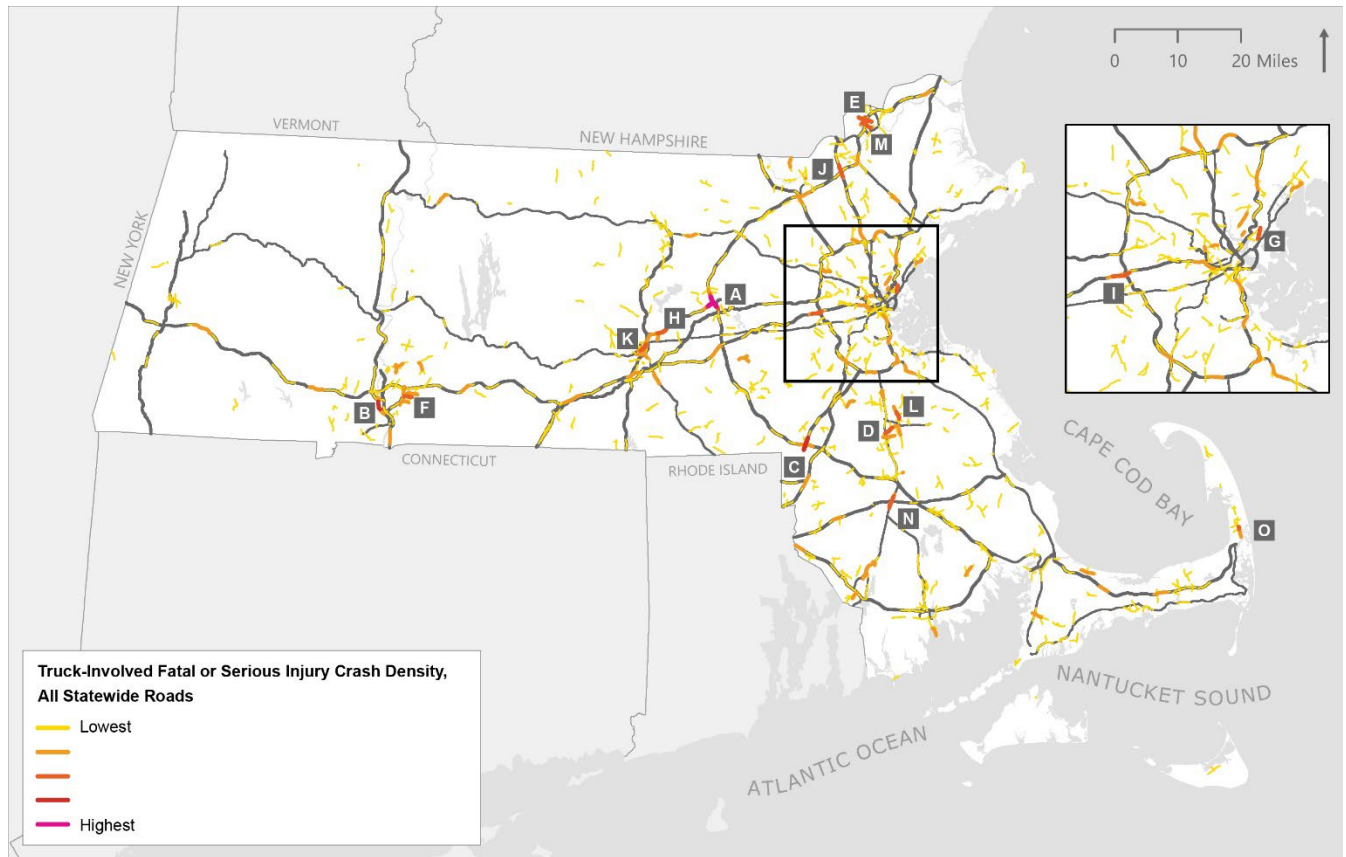 0 10 20 Miles
VERMONT
NEW HAMPSHIRE
NEW YORK
E
M
J
A
H
K
B
F
L
D
C
N
O
G
I
CONNECTICUT
RHODE ISLAND
CAPE COD BAY
NANTUCKET SOUND
ATLANTIC OCEAN
Truck-Involved Fatal or Serious Injury Crash Density,
All Statewide Roads
Lowest
Highest